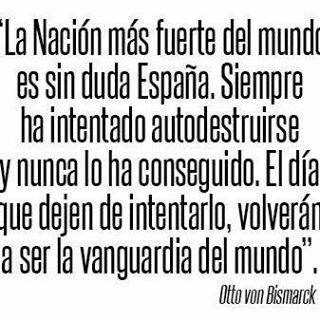 “La Nación más fuerte del mundo
es sin duda España. Siempre
ha intentado autodestruirse
y nunca lo ha conseguido. El día
que dejen de intentarlo, volverán
a ser la vanguardia del mundo”.
Otto von Bismarck